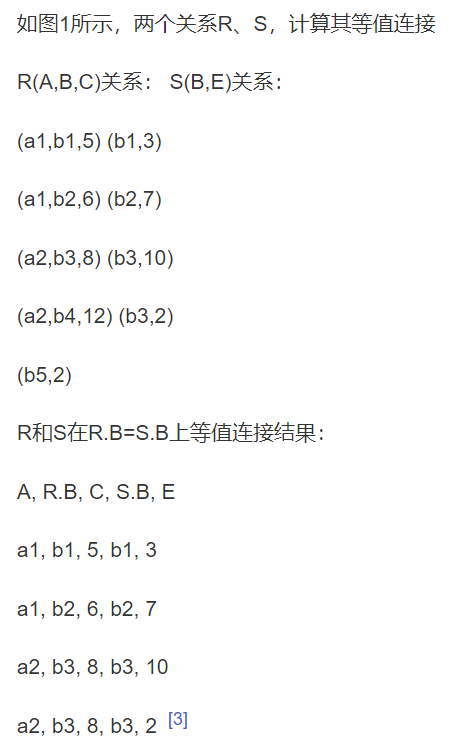 如图1所示，两个关系R、S，计算其等值连接
R(A,B,C)关系： S(B,E)关系：
(a1,b1,5) (b1,3)
(a1,b2,6) (b2,7)
(a2,b3,8) (b3,10)
(a2,b4,12) (b3,2)
(b5,2)
R和S在R.B=S.B上等值连接结果：
A, R.B, C, S.B, E
a1, b1, 5, b1, 3
a1, b2, 6, b2, 7
a2, b3, 8, b3, 10
a2, b3, 8, b3, 2 [3]